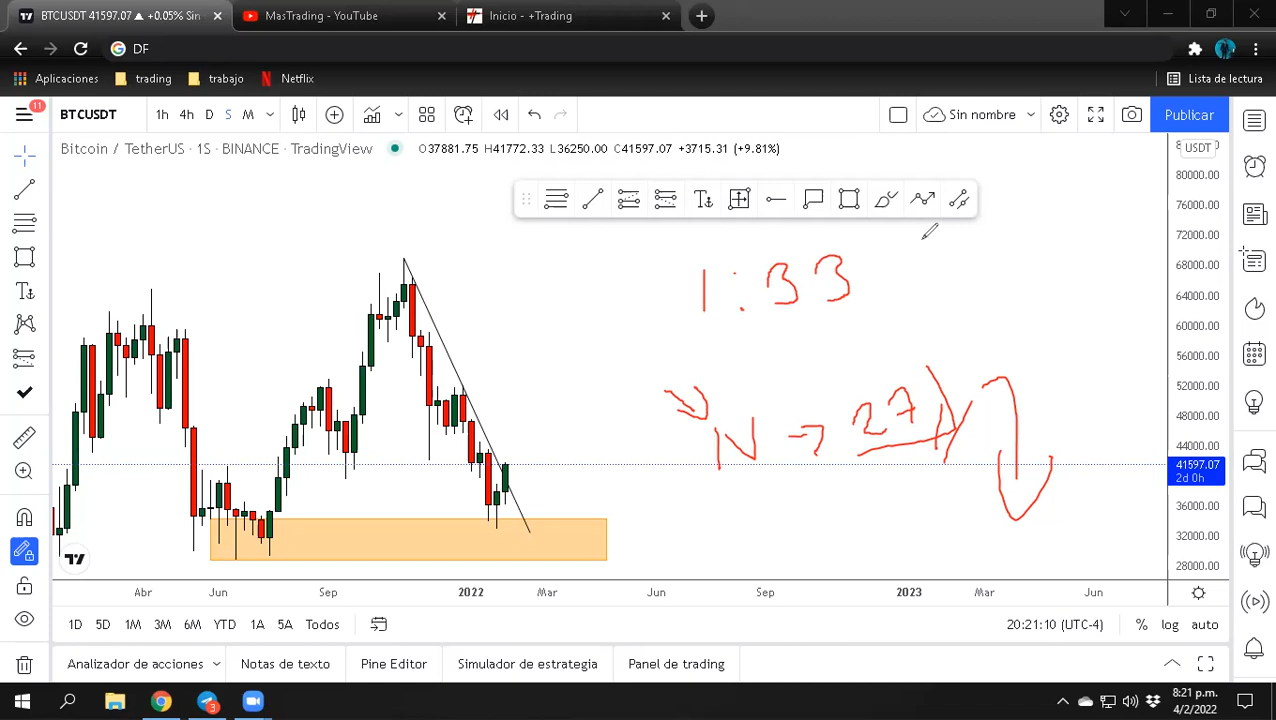 BTCUSDT 41597.07 ▲ +0.05% Sin
MasTrading - YouTube
Inicio - +Trading
DF
Aplicaciones
trading
trabajo
Netflix
Lista de lectura
11
BTCUSDT
1h
4h
D
S
M
Sin nombre
Publicar
Bitcoin / TetherUS · 1S · BINANCE · TradingView
O37881.75 H41772.33 L36250.00 C41597.07 +3715.31 (+9.81%)
USDT
80000.00
76000.00
72000.00
68000.00
64000.00
60000.00
56000.00
52000.00
48000.00
44000.00
41597.07
2d 0h
36000.00
32000.00
28000.00
1:33
N → 27
Abr
Jun
Sep
2022
Mar
Jun
Sep
2023
Mar
Jun
1D
5D
1M
3M
6M
YTD
1A
5A
Todos
20:21:10 (UTC-4)
%
log
auto
Analizador de acciones
Notas de texto
Pine Editor
Simulador de estrategia
Panel de trading
3
8:21 p.m.
4/2/2022